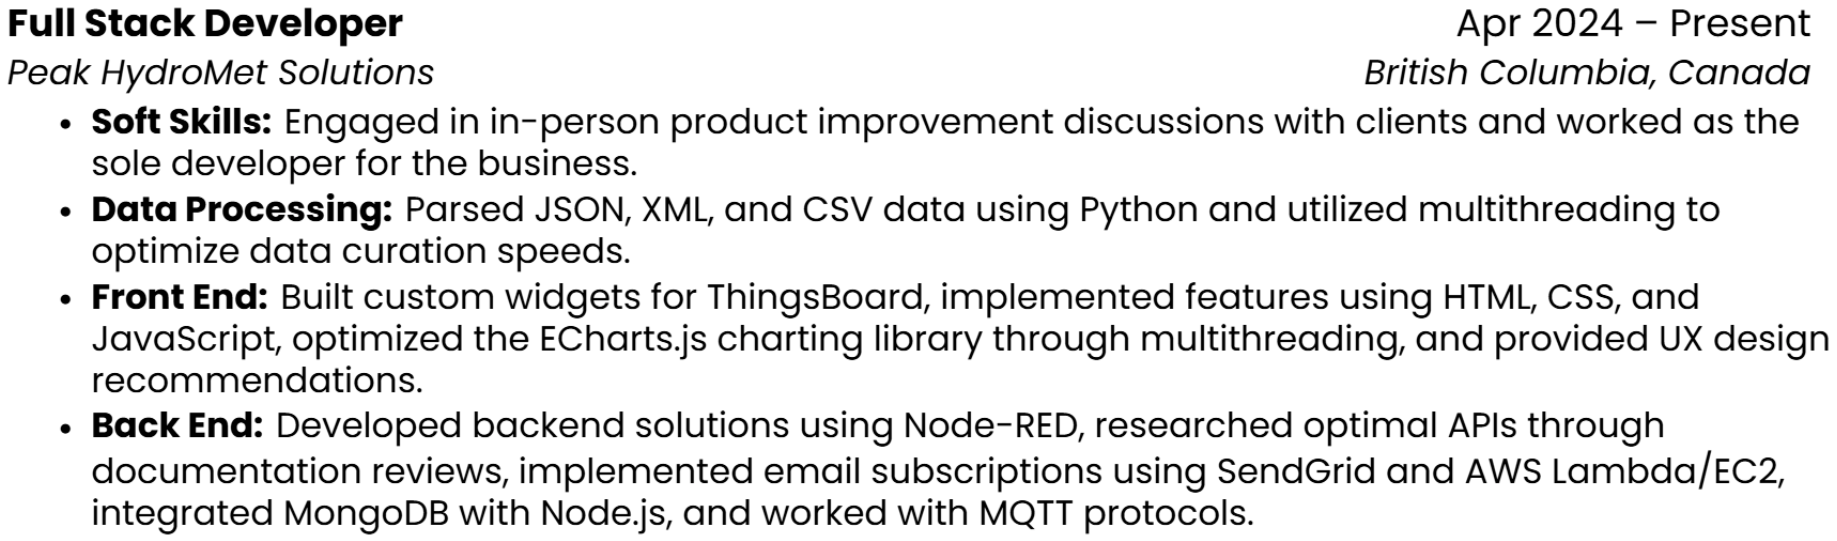 Full Stack Developer Apr 2024 – Present
Peak HydroMet Solutions British Columbia, Canada
• Soft Skills: Engaged in in-person product improvement discussions with clients and worked as the
sole developer for the business.
• Data Processing: Parsed JSON, XML, and CSV data using Python and utilized multithreading to
optimize data curation speeds.
• Front End: Built custom widgets for ThingsBoard, implemented features using HTML, CSS, and
JavaScript, optimized the ECharts.js charting library through multithreading, and provided UX design
recommendations.
• Back End: Developed backend solutions using Node-RED, researched optimal APIs through
documentation reviews, implemented email subscriptions using SendGrid and AWS Lambda/EC2,
integrated MongoDB with Node.js, and worked with MQTT protocols.